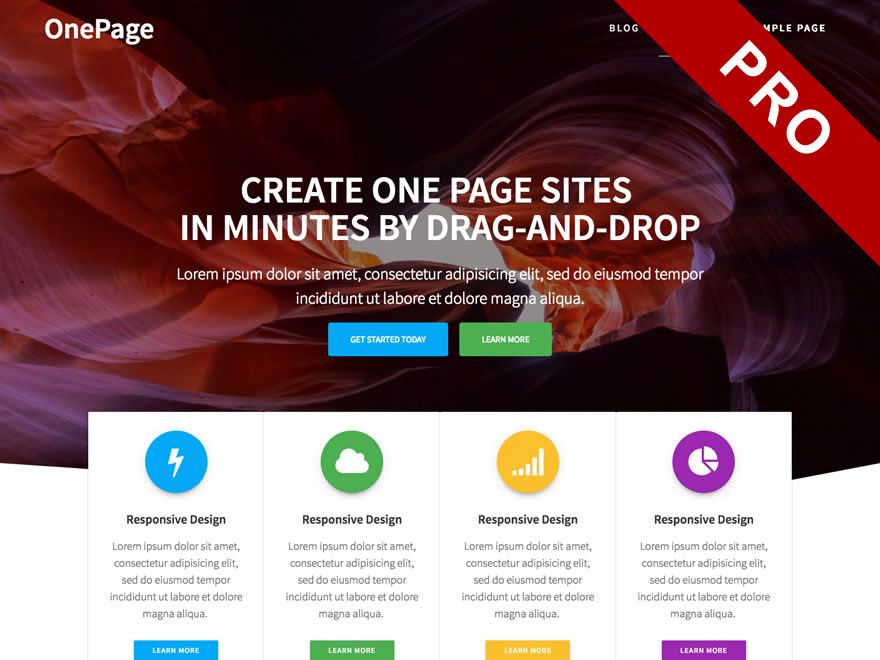 OnePage
BLOG
MPLE PAGE
PRO
CREATE ONE PAGE SITES
IN MINUTES BY DRAG-AND-DROP
Lorem ipsum dolor sit amet, consectetur adipisicing elit, sed do eiusmod tempor
incididunt ut labore et dolore magna aliqua.
GET STARTED TODAY
LEARN MORE
Responsive Design
Lorem ipsum dolor sit amet,
consectetur adipisicing elit,
sed do eiusmod tempor
incididunt ut labore et dolore
magna aliqua.
LEARN MORE
Responsive Design
Lorem ipsum dolor sit amet,
consectetur adipisicing elit,
sed do eiusmod tempor
incididunt ut labore et dolore
magna aliqua.
LEARN MORE
Responsive Design
Lorem ipsum dolor sit amet,
consectetur adipisicing elit,
sed do eiusmod tempor
incididunt ut labore et dolore
magna aliqua.
LEARN MORE
Responsive Design
Lorem ipsum dolor sit amet,
consectetur adipisicing elit,
sed do eiusmod tempor
incididunt ut labore et dolore
magna aliqua.
LEARN MORE